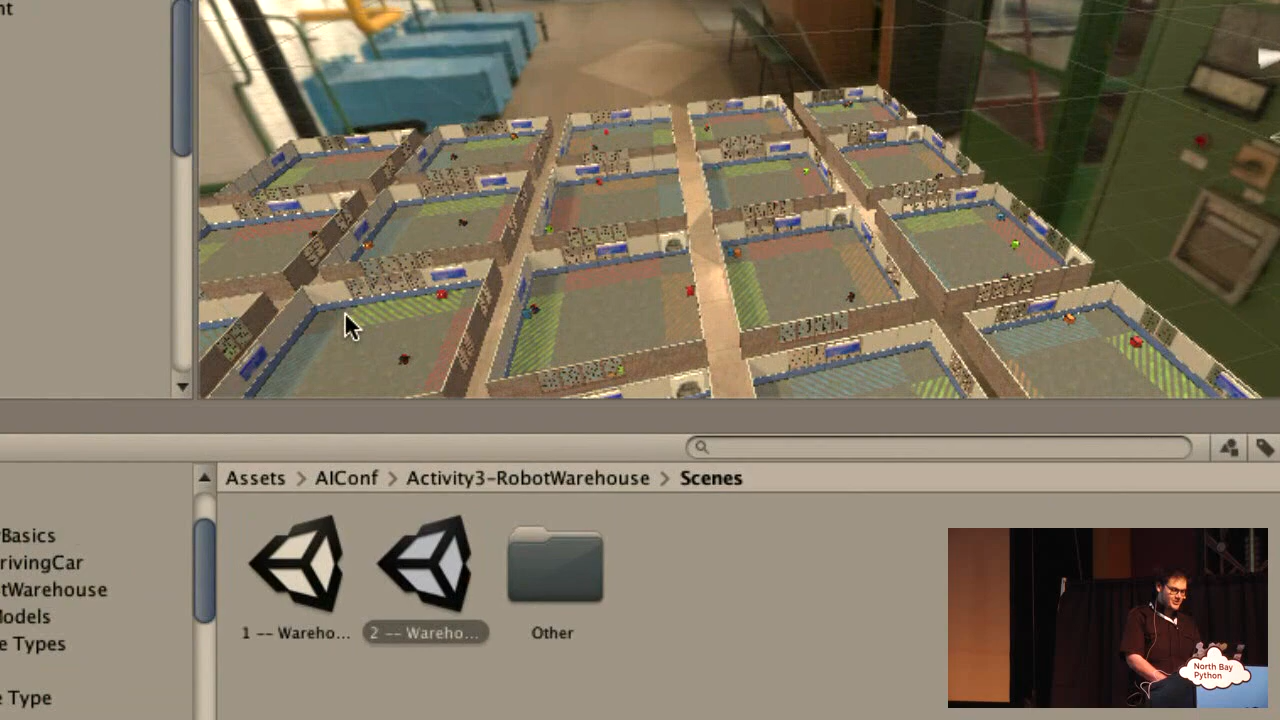 nt
Assets > AIConf > Activity3-RobotWarehouse > Scenes
Basics
rivingCar
tWarehouse
odels
e Types
e Type
1 -- Wareho...
2 -- Wareho...
Other
North Bay
Python